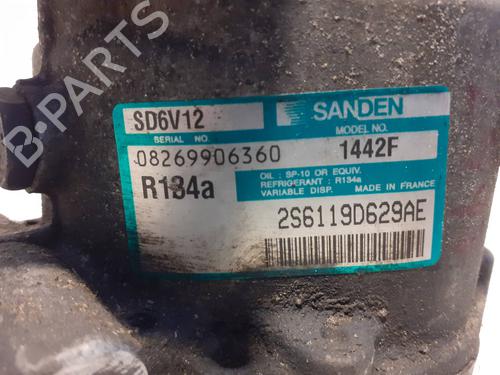 SD6V12
SANDEN
SERIAL NO.
MODEL NO.
08269906360
1442F
R134a
OIL : SP-10 OR EQUIV.
REFRIGERANT : R134a
VARIABLE DISP. MADE IN FRANCE
2S6119D629AE